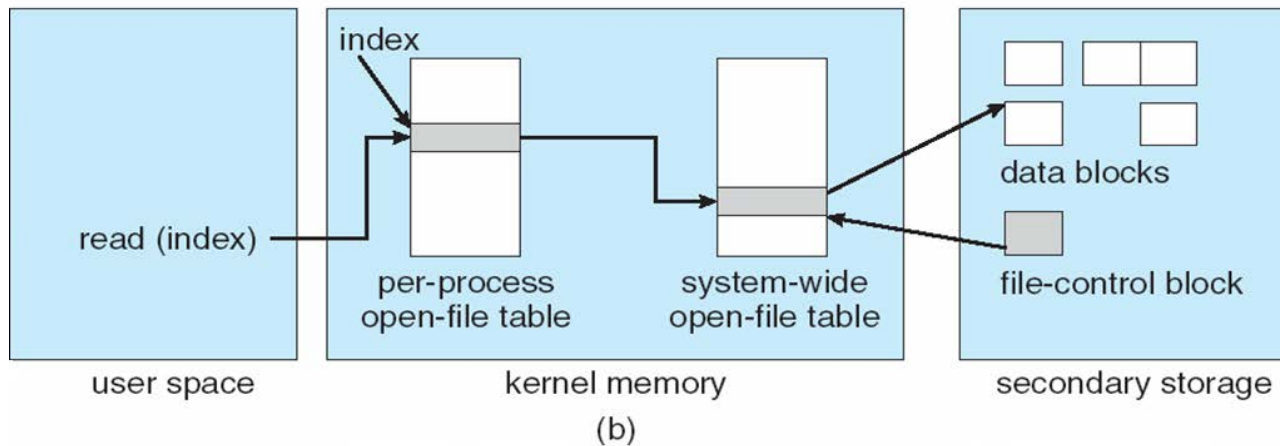 index
data blocks
read (index)
file-control block
per-process
open-file table
system-wide
open-file table
user space
kernel memory
secondary storage
(b)